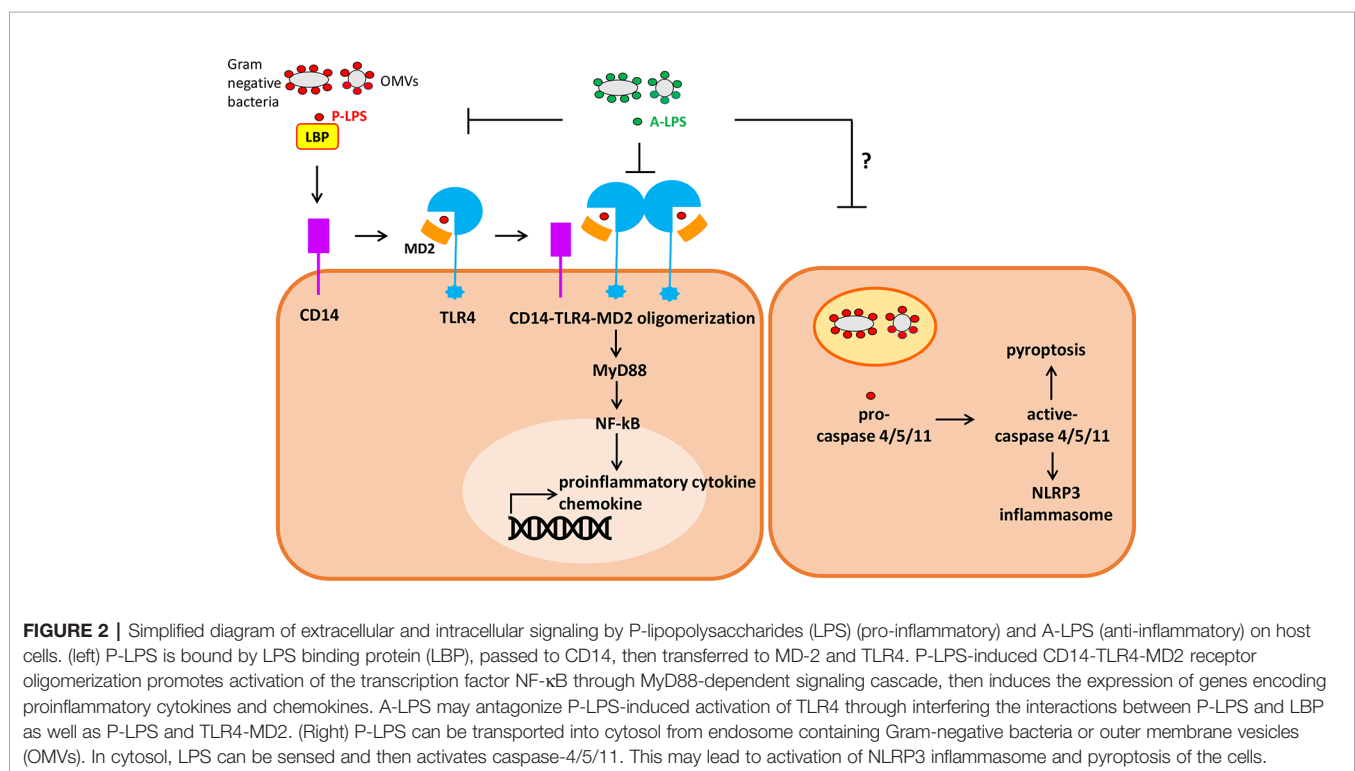 Gram
negative
bacteria
OMVs
P-LPS
LBP
A-LPS
?
MD2
CD14
TLR4
CD14-TLR4-MD2 oligomerization
MyD88
NF-kB
proinflammatory cytokine
chemokine
pyroptosis
pro-
caspase 4/5/11
active-
caspase 4/5/11
NLRP3
inflammasome
FIGURE 2 | Simplified diagram of extracellular and intracellular signaling by P-lipopolysaccharides (LPS) (pro-inflammatory) and A-LPS (anti-inflammatory) on host
cells. (left) P-LPS is bound by LPS binding protein (LBP), passed to CD14, then transferred to MD-2 and TLR4. P-LPS-induced CD14-TLR4-MD2 receptor
oligomerization promotes activation of the transcription factor NF-κB through MyD88-dependent signaling cascade, then induces the expression of genes encoding
proinflammatory cytokines and chemokines. A-LPS may antagonize P-LPS-induced activation of TLR4 through interfering the interactions between P-LPS and LBP
as well as P-LPS and TLR4-MD2. (Right) P-LPS can be transported into cytosol from endosome containing Gram-negative bacteria or outer membrane vesicles
(OMVs). In cytosol, LPS can be sensed and then activates caspase-4/5/11. This may lead to activation of NLRP3 inflammasome and pyroptosis of the cells.